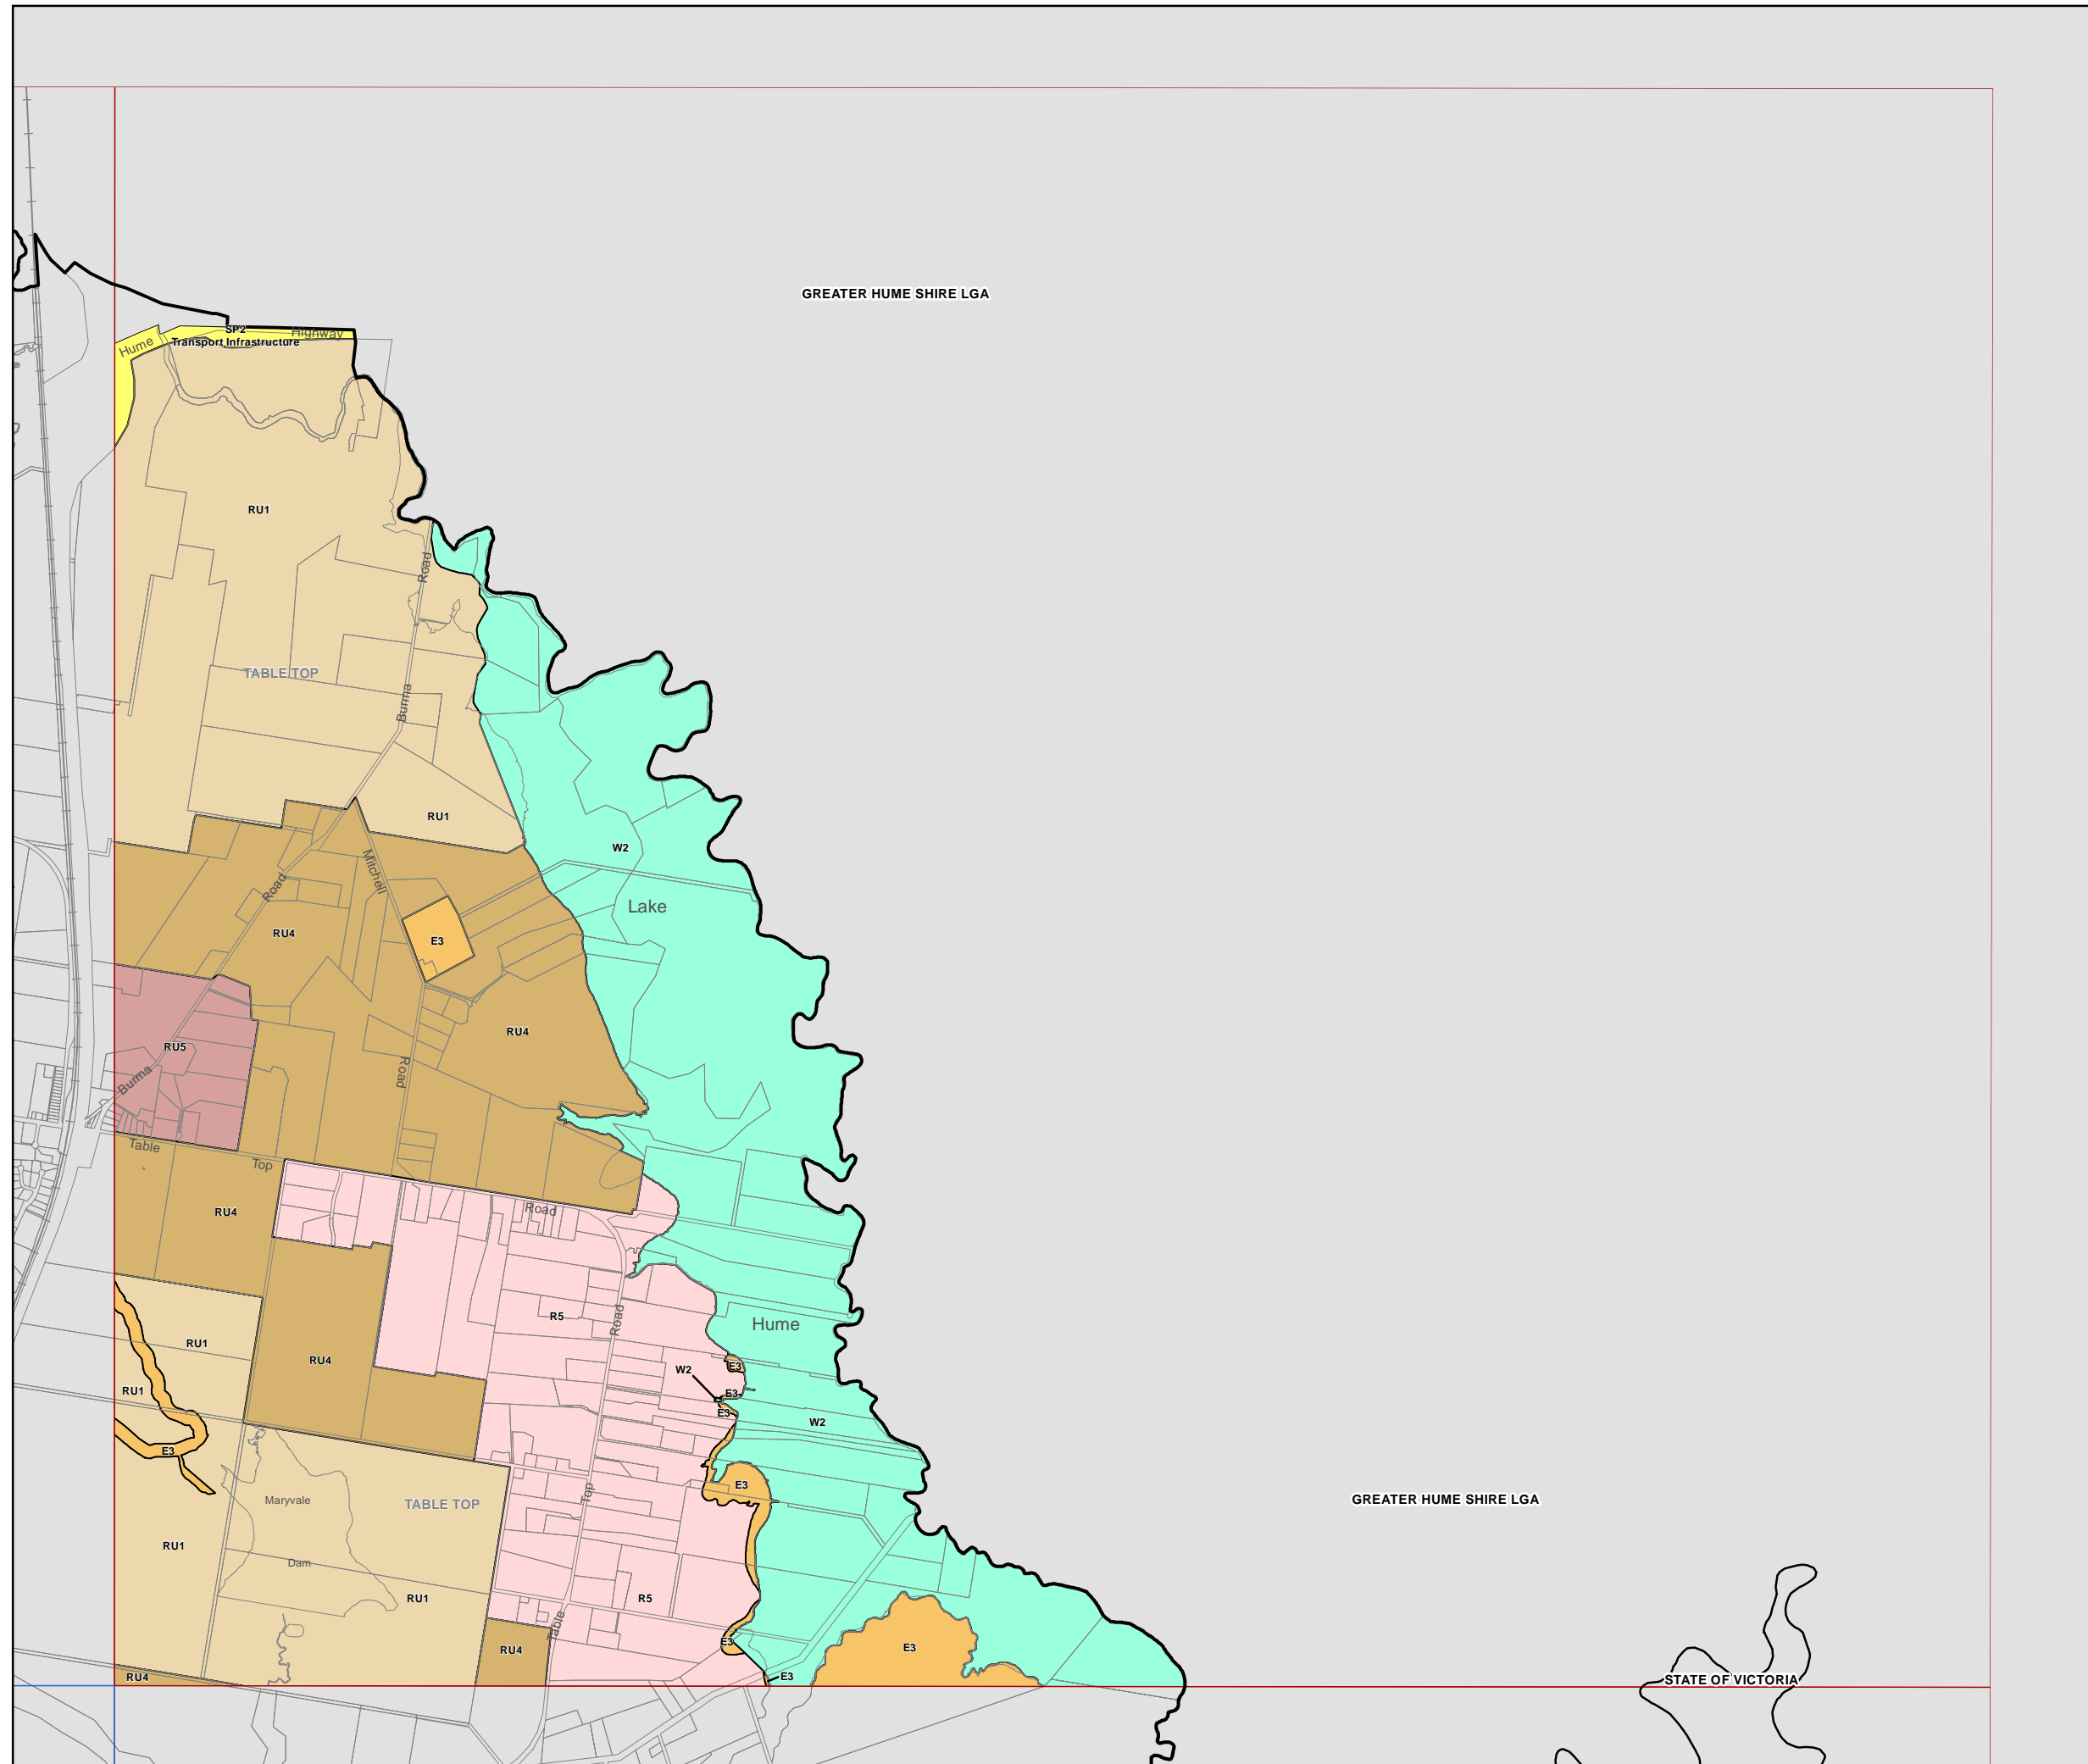 GREATER HUME SHIRE LGA
SP2
Highway
Hume
Transport Infrastructure
RU1
Road
TABLE TOP
Burma
RU1
W2
Mitchell
Road
Lake
RU4
E3
RU4
RU5
Burma
Road
Table
Top
Road
RU4
R5
Road
Hume
RU1
RU4
W2
E3
RU1
E3
E3
W2
E3
E3
Top
Maryvale
TABLE TOP
GREATER HUME SHIRE LGA
RU1
Dam
RU1
R5
Table
E3
RU4
E3
RU4
E3
STATE OF VICTORIA